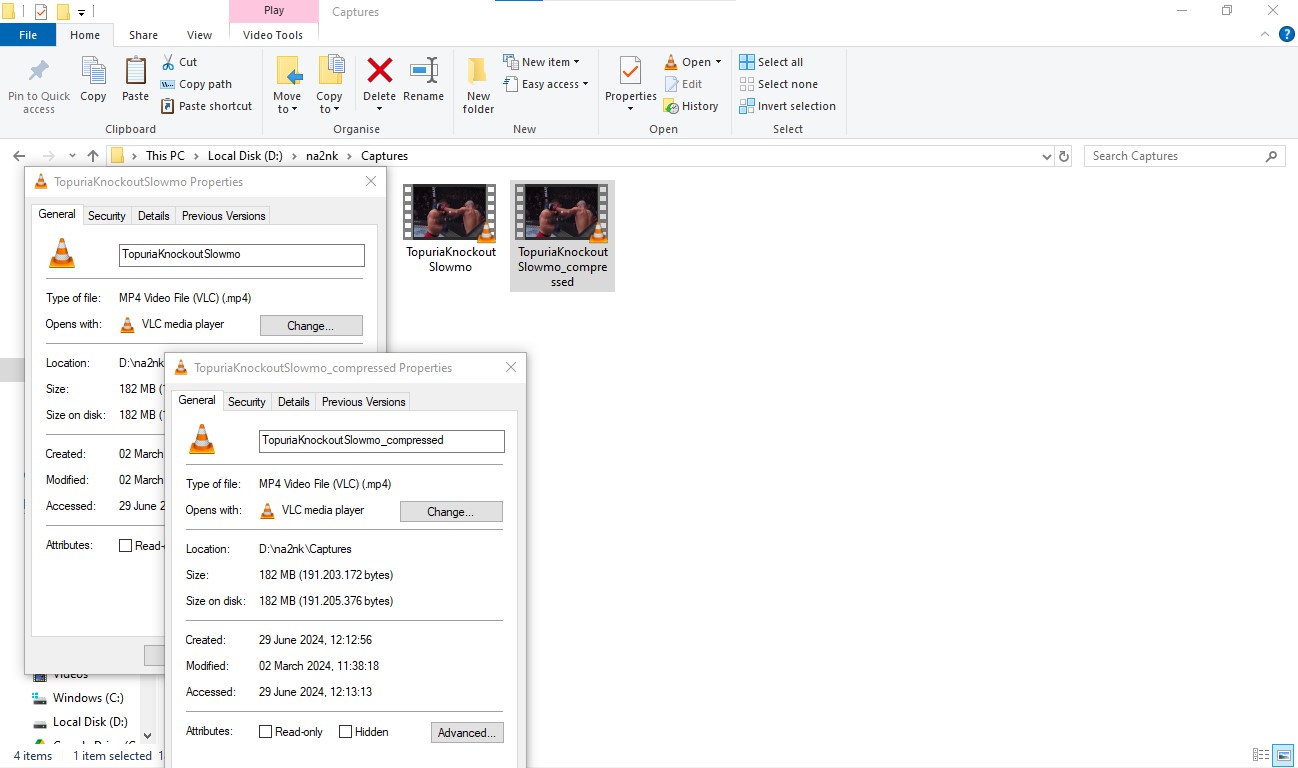 Play
Captures
File
Home
Share
View
Video Tools
Pin to Quick
access
Copy
Paste
Cut
Copy path
Paste shortcut
Clipboard
Move
to
Copy
to
Delete
Rename
Organise
New
folder
New item
Easy access
New
Properties
Open
Edit
History
Open
Select all
Select none
Invert selection
Select
This PC > Local Disk (D:) > na2nk > Captures
Search Captures
TopuriaKnockoutSlowmo Properties
General
Security
Details
Previous Versions
TopuriaKnockoutSlowmo
Type of file: MP4 Video File (VLC) (.mp4)
Opens with: VLC media player
Change...
Location: D:\na2nk
Size: 182 MB
Size on disk: 182 MB
Created: 02 March
Modified: 02 March
Accessed: 29 June
Attributes: Read-
TopuriaKnockout
Slowmo
TopuriaKnockout
Slowmo_compre
ssed
TopuriaKnockoutSlowmo_compressed Properties
General
Security
Details
Previous Versions
TopuriaKnockoutSlowmo_compressed
Type of file: MP4 Video File (VLC) (.mp4)
Opens with: VLC media player
Change...
Location: D:\na2nk\Captures
Size: 182 MB (191.203.172 bytes)
Size on disk: 182 MB (191.205.376 bytes)
Created: 29 June 2024, 12:12:56
Modified: 02 March 2024, 11:38:18
Accessed: 29 June 2024, 12:13:13
Attributes: Read-only Hidden
Advanced...
Videos
Windows (C:)
Local Disk (D:)
4 items
1 item selected